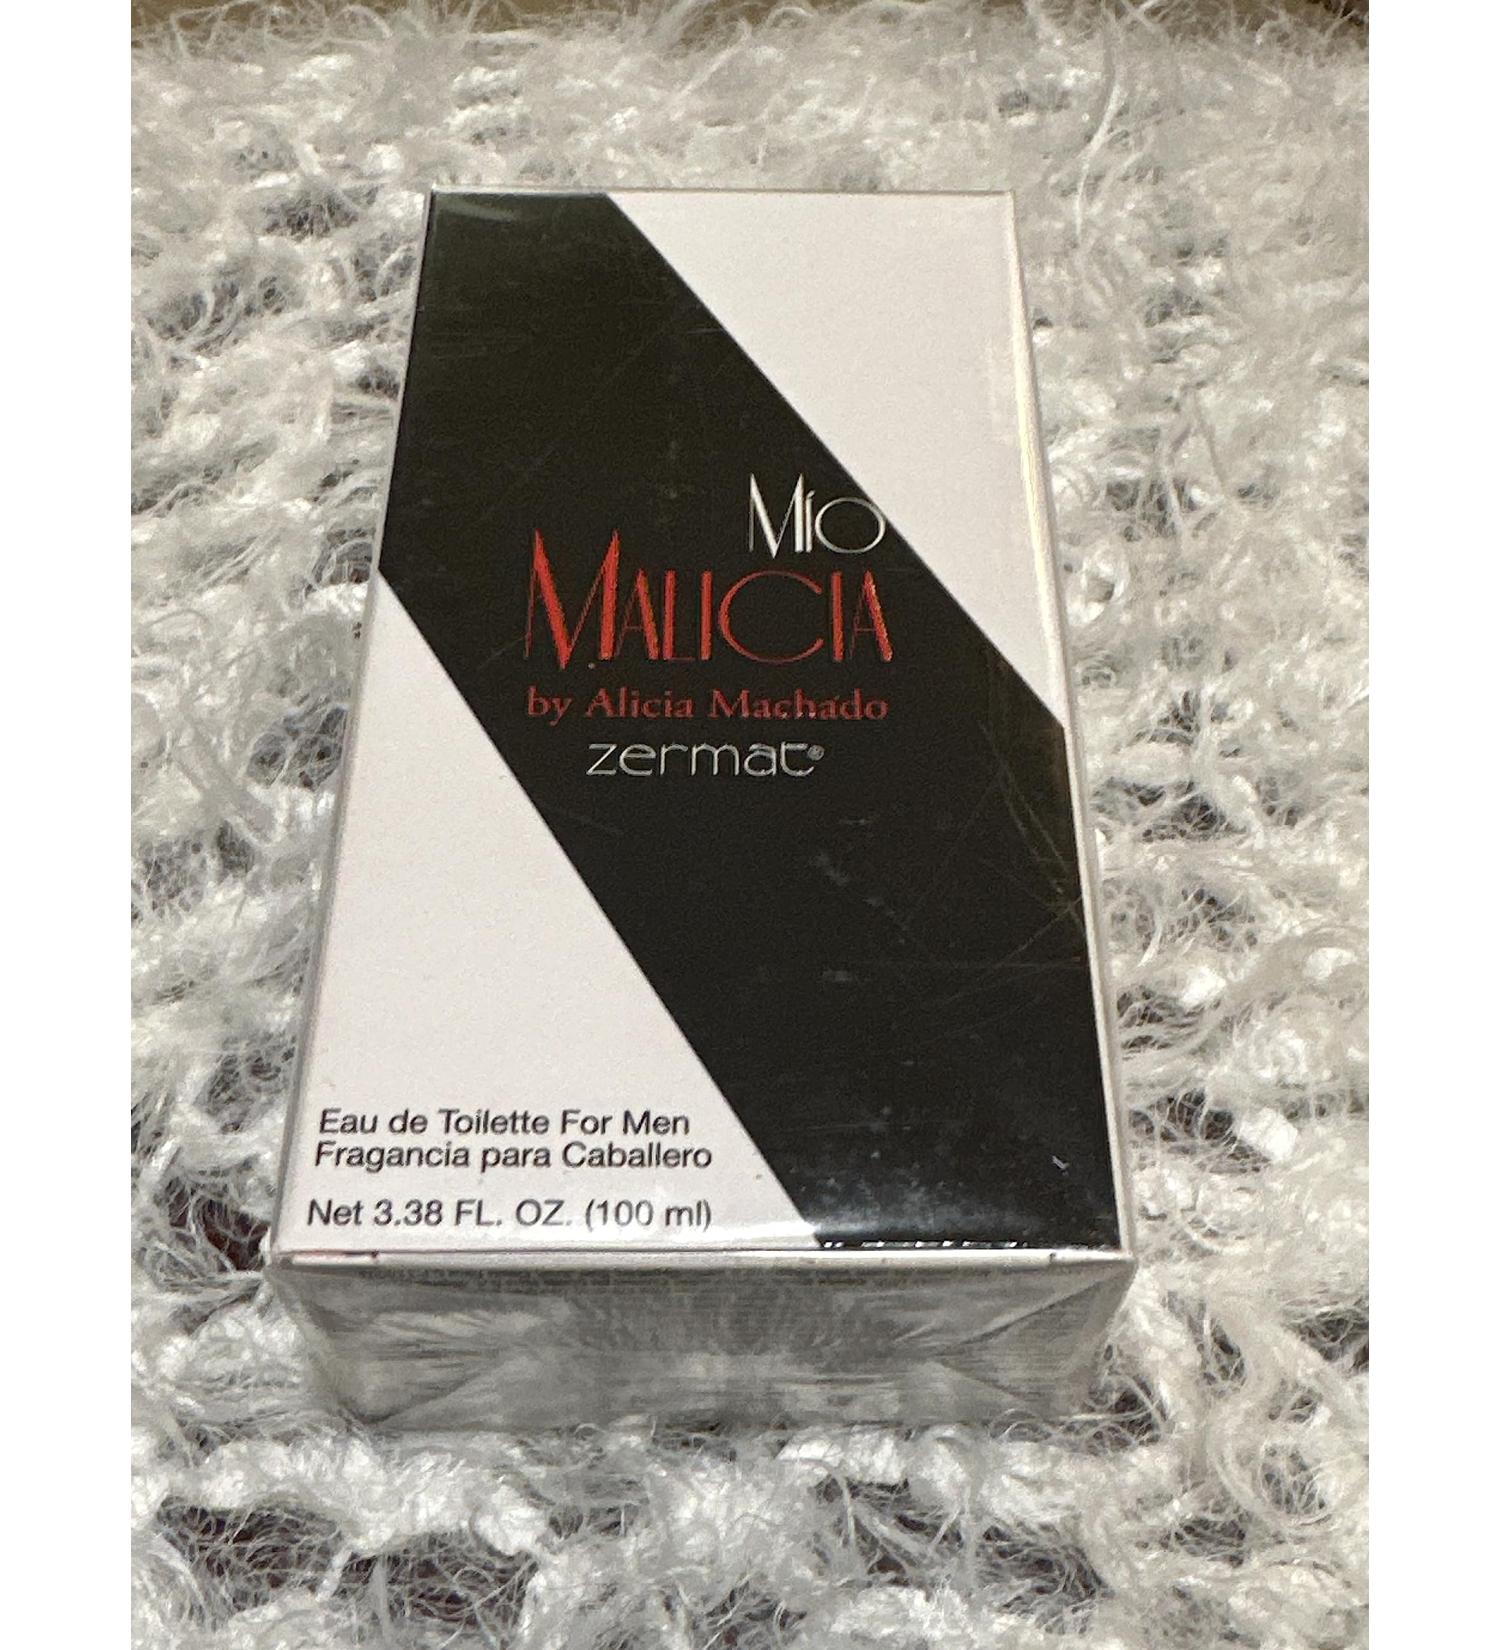 Mío
MALICIA
by Alicia Machado
zermat®
Eau de Toilette For Men
Fragancia para Caballero
Net 3.38 FL. OZ. (100 ml)